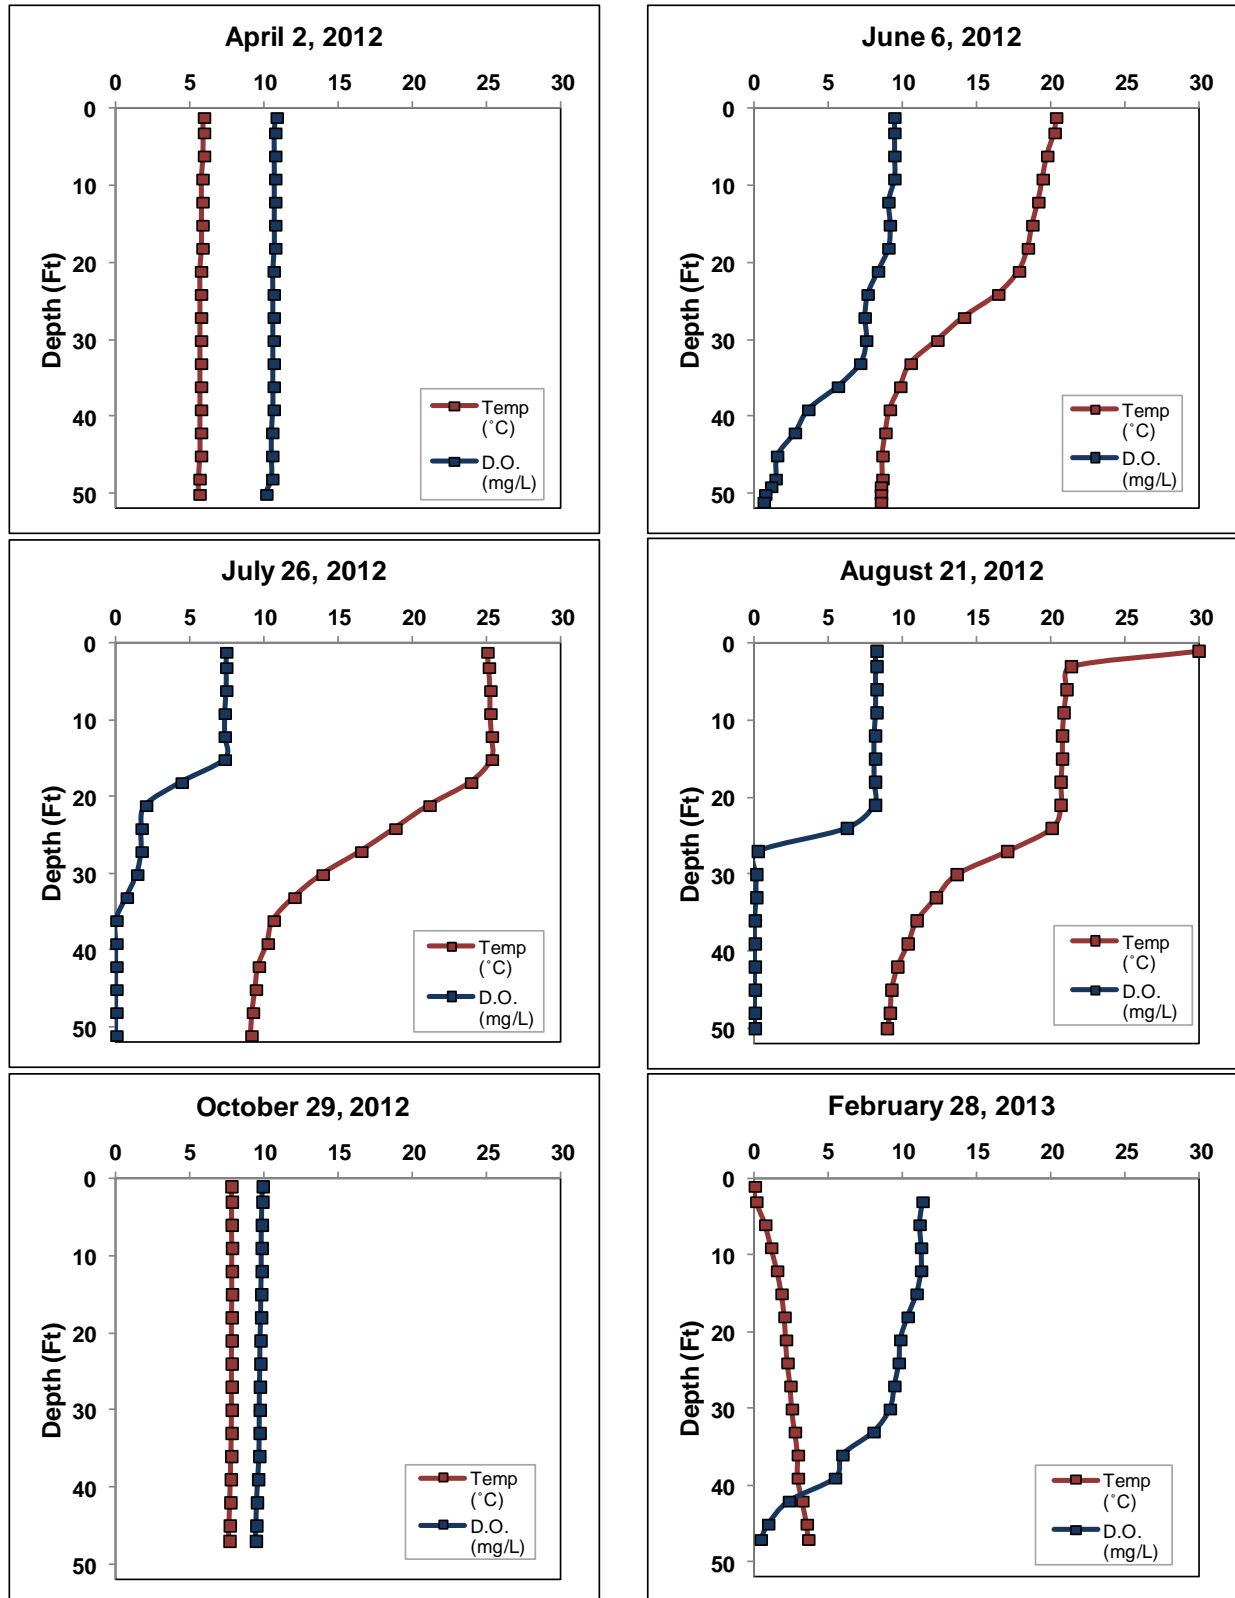 April 2, 2012
0 5 10 15 20 25 30
0
10
20
30
40
50
Depth (Ft)
Temp
(˚C)
D.O.
(mg/L)
June 6, 2012
0 5 10 15 20 25 30
0
10
20
30
40
50
Depth (Ft)
Temp
(˚C)
D.O.
(mg/L)
July 26, 2012
0 5 10 15 20 25 30
0
10
20
30
40
50
Depth (Ft)
Temp
(˚C)
D.O.
(mg/L)
August 21, 2012
0 5 10 15 20 25 30
0
10
20
30
40
50
Depth (Ft)
Temp
(˚C)
D.O.
(mg/L)
October 29, 2012
0 5 10 15 20 25 30
0
10
20
30
40
50
Depth (Ft)
Temp
(˚C)
D.O.
(mg/L)
February 28, 2013
0 5 10 15 20 25 30
0
10
20
30
40
50
Depth (Ft)
Temp
(˚C)
D.O.
(mg/L)